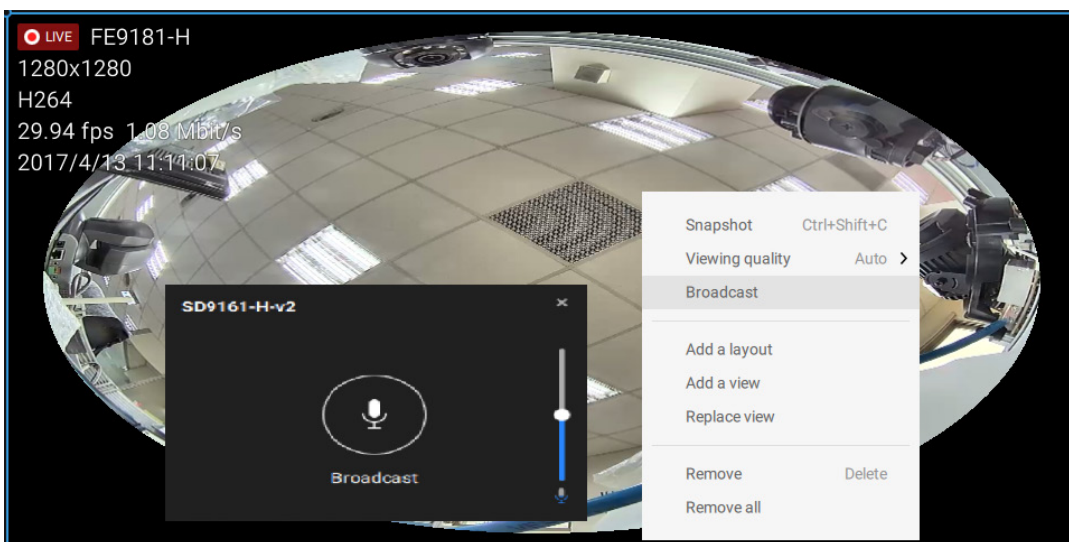 LIVE FE9181-H
1280x1280
H264
29.94 fps 1.08 Mbit/s
2017/4/13 11:11:07
SD9161-H-v2
Broadcast
Snapshot Ctrl+Shift+C
Viewing quality Auto
Broadcast
Add a layout
Add a view
Replace view
Remove Delete
Remove all